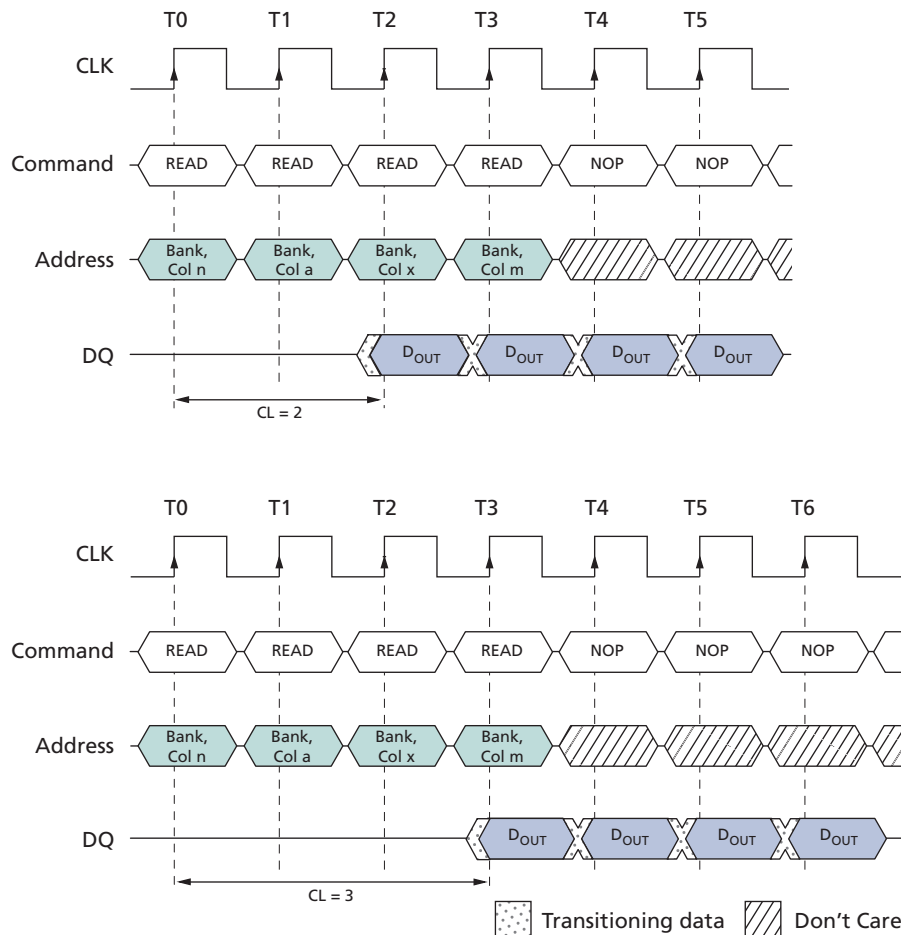 T0 T1 T2 T3 T4 T5
CLK
Command READ READ READ READ NOP NOP
Address Bank, Col n Bank, Col a Bank, Col x Bank, Col m
DQ DOUT DOUT DOUT DOUT
CL = 2
T0 T1 T2 T3 T4 T5 T6
CLK
Command READ READ READ READ NOP NOP NOP
Address Bank, Col n Bank, Col a Bank, Col x Bank, Col m
DQ DOUT DOUT DOUT DOUT
CL = 3
Transitioning data Don't Care